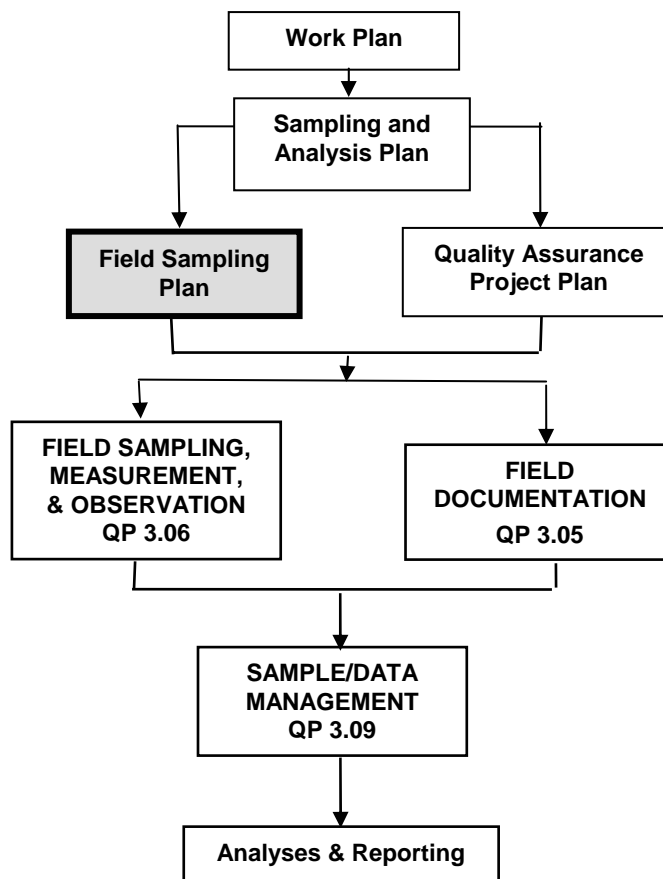 Work Plan
Sampling and
Analysis Plan
Field Sampling
Plan
Quality Assurance
Project Plan
FIELD SAMPLING,
MEASUREMENT,
& OBSERVATION
QP 3.06
FIELD
DOCUMENTATION
QP 3.05
SAMPLE/DATA
MANAGEMENT
QP 3.09
Analyses & Reporting